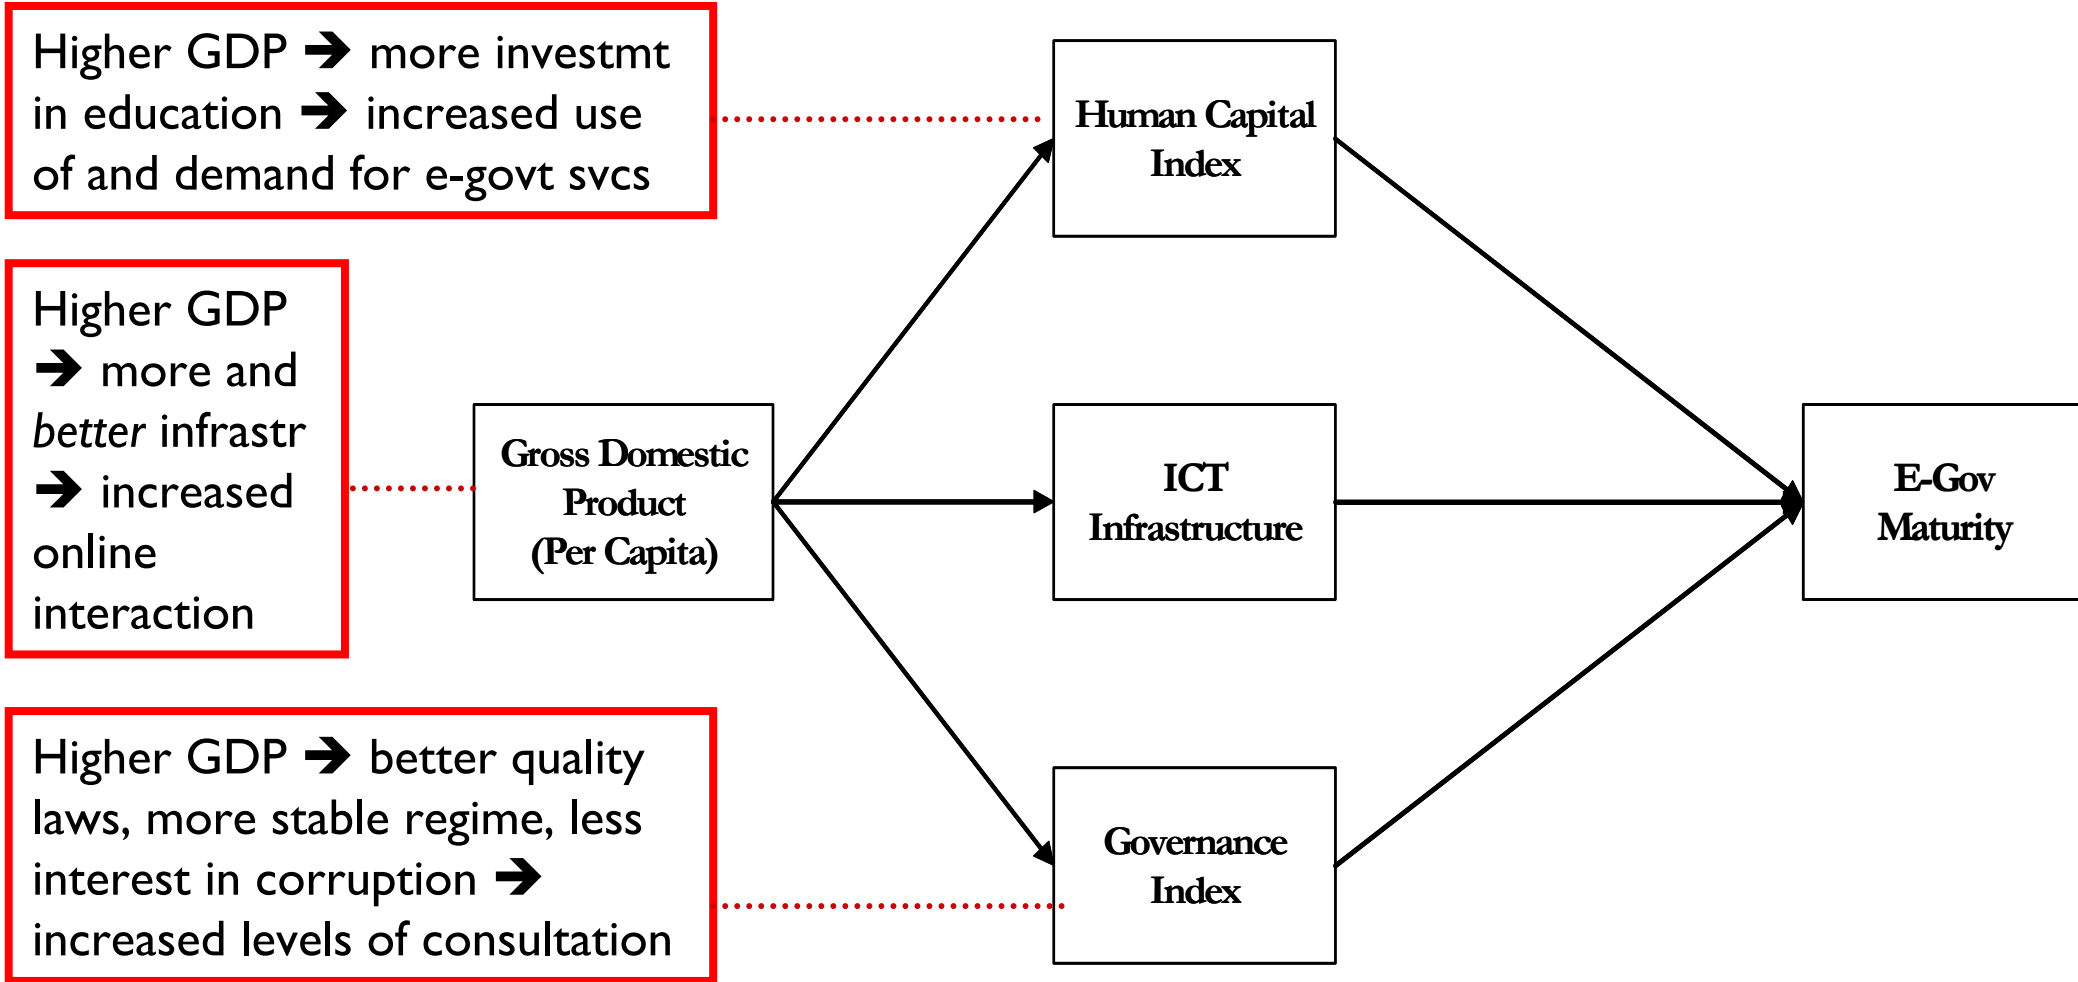 Higher GDP ➔ more investmt
in education ➔ increased use
of and demand for e-govt svcs
Higher GDP
➔ more and
better infrastr
➔ increased
online
interaction
Higher GDP ➔ better quality
laws, more stable regime, less
interest in corruption ➔
increased levels of consultation
Gross Domestic
Product
(Per Capita)
Human Capital
Index
ICT
Infrastructure
Governance
Index
E-Gov
Maturity